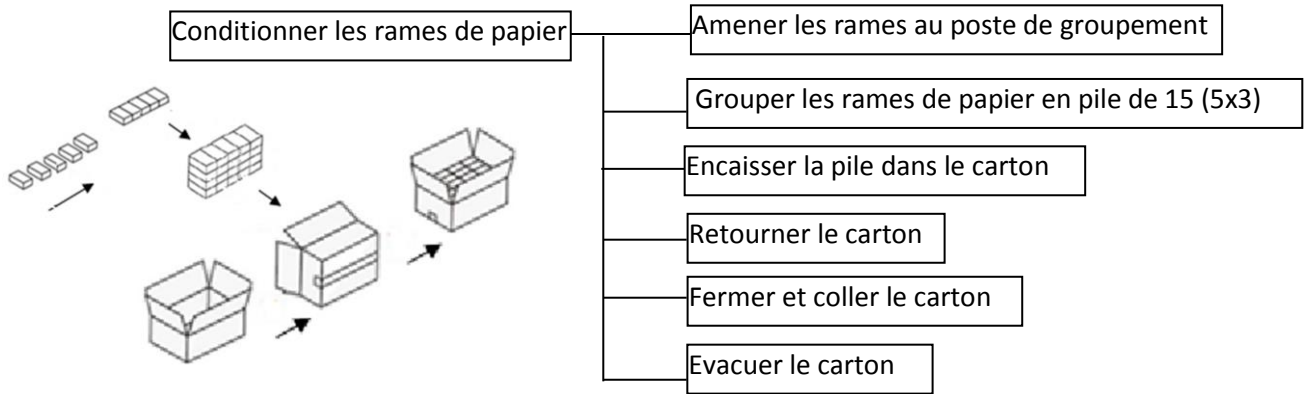 Conditionner les rames de papier
Amener les rames au poste de groupement
Grouper les rames de papier en pile de 15 (5x3)
Encaisser la pile dans le carton
Retourner le carton
Fermer et coller le carton
Evacuer le carton